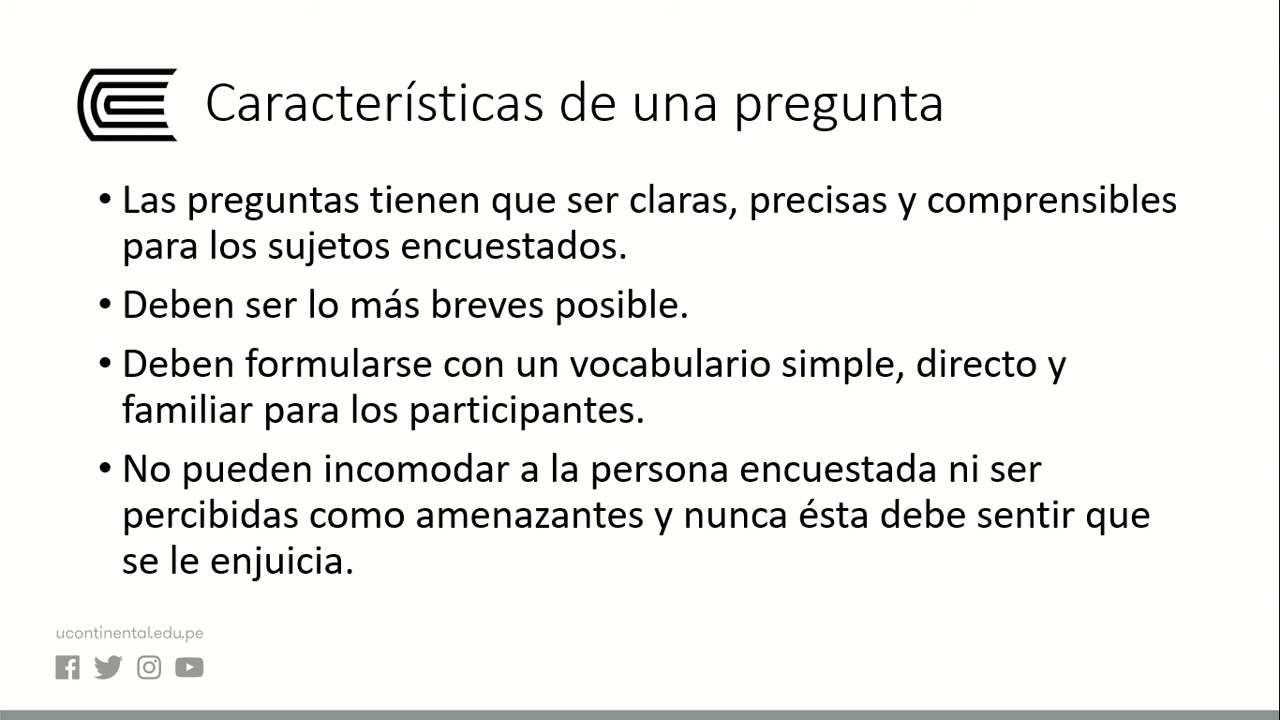 Características de una pregunta
• Las preguntas tienen que ser claras, precisas y comprensibles
para los sujetos encuestados.
• Deben ser lo más breves posible.
• Deben formularse con un vocabulario simple, directo y
familiar para los participantes.
• No pueden incomodar a la persona encuestada ni ser
percibidas como amenazantes y nunca ésta debe sentir que
se le enjuicia.
ucontinental.edu.pe